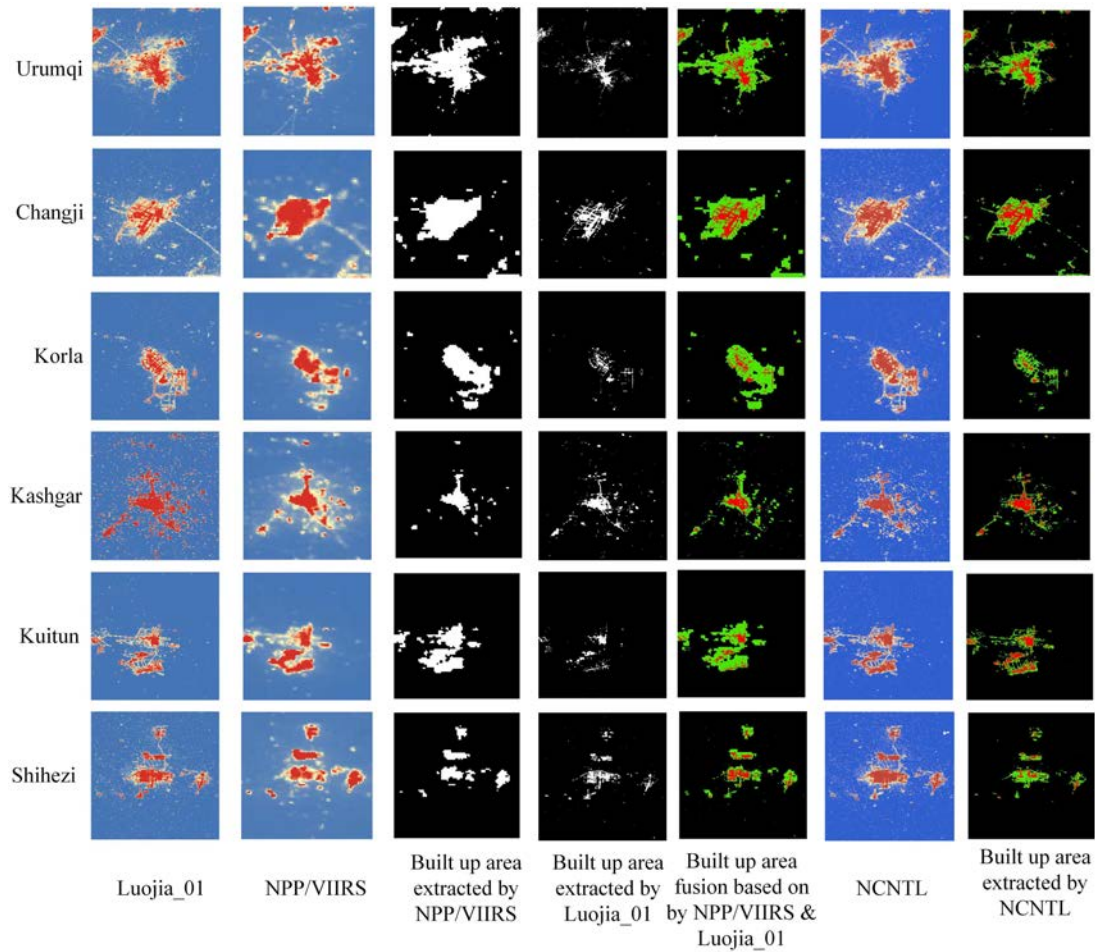 Urumqi
Changji
Korla
Kashgar
Kuitun
Shihezi
Luojia_01
NPP/VIIRS
Built up area
extracted by
NPP/VIIRS
Built up area
extracted by
Luojia_01
Built up area
fusion based on
by NPP/VIIRS &
Luojia_01
NCNTL
Built up area
extracted by
NCNTL